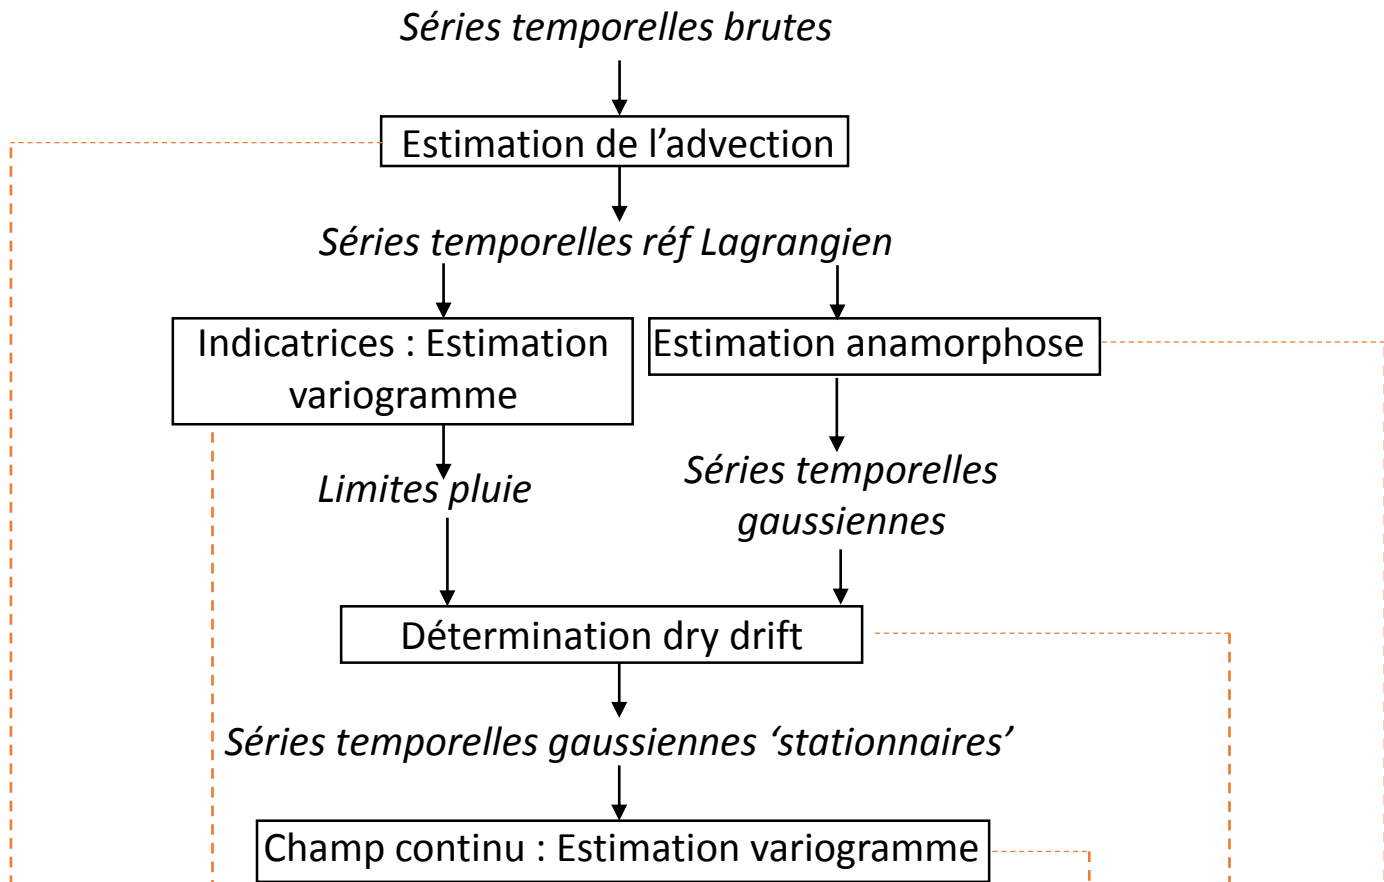 Séries temporelles brutes
Estimation de l’advection
Séries temporelles réf Lagrangien
Indicatrices : Estimation
variogramme
Estimation anamorphose
Limites pluie
Séries temporelles
gaussiennes
Détermination dry drift
Séries temporelles gaussiennes ‘stationnaires’
Champ continu : Estimation variogramme